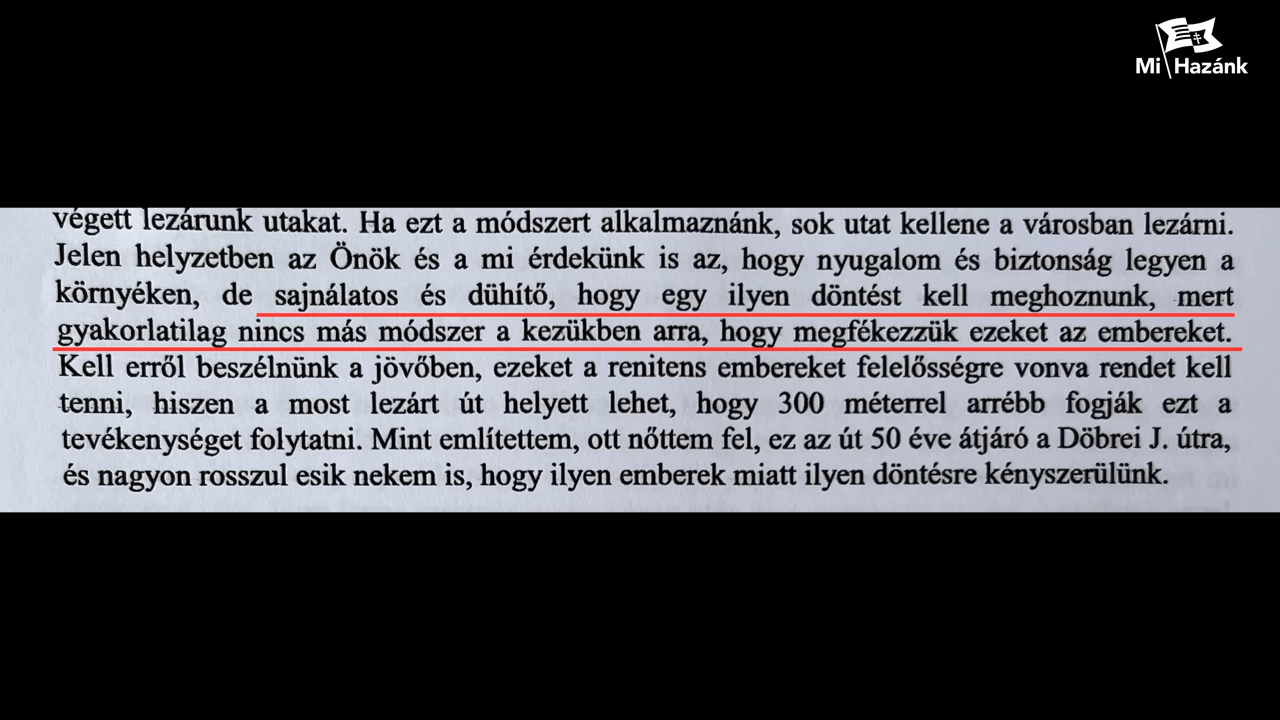 Mi Hazánk
végett lezárunk utakat. Ha ezt a módszert alkalmaznánk, sok utat kellene a városban lezárni.
Jelen helyzetben az Önök és a mi érdekünk is az, hogy nyugalom és biztonság legyen a
környéken, de sajnálatos és dühítő, hogy egy ilyen döntést kell meghoznunk, mert
gyakorlatilag nincs más módszer a kezükben arra, hogy megfékezzük ezeket az embereket.
Kell erről beszélnünk a jövőben, ezeket a renitens embereket felelősségre vonva rendet kell
tenni, hiszen a most lezárt út helyett lehet, hogy 300 méterrel arrébb fogják ezt a
tevékenységet folytatni. Mint említettem, ott nőttem fel, ez az út 50 éve átjáró a Döbrei J. útra,
és nagyon rosszul esik nekem is, hogy ilyen emberek miatt ilyen döntésre kényszerülünk.